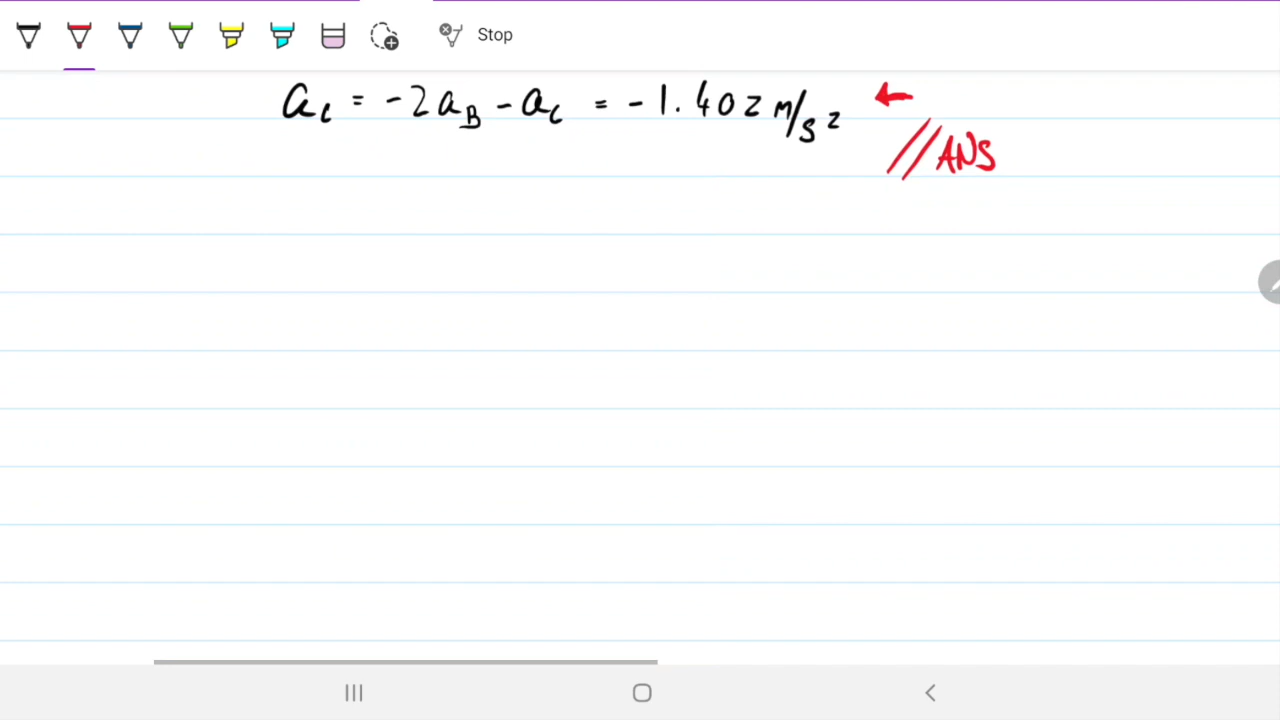 Stop
a_c = -2a_B - a_c = -1.402 m/s² ←
//ANS